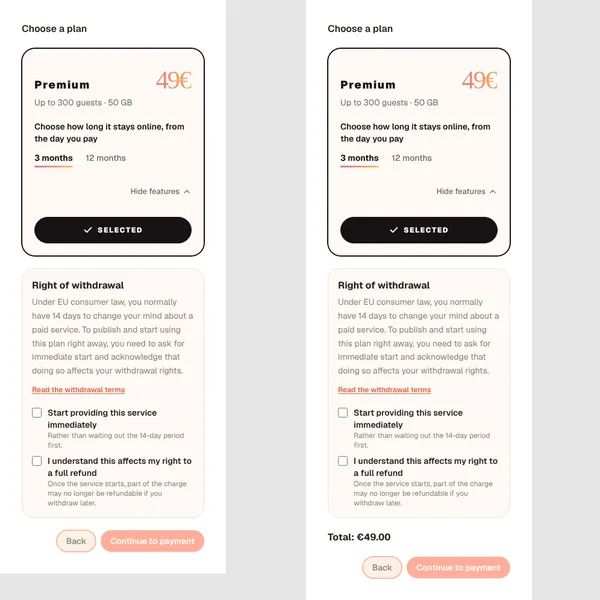 Choose a plan
Premium
49€
Up to 300 guests · 50 GB
Choose how long it stays online, from
the day you pay
3 months 12 months
Hide features
SELECTED
Right of withdrawal
Under EU consumer law, you normally
have 14 days to change your mind about a
paid service. To publish and start using
this plan right away, you need to ask for
immediate start and acknowledge that
doing so affects your withdrawal rights.
Read the withdrawal terms
Start providing this service
immediately
Rather than waiting out the 14-day period
first.
I understand this affects my right to
a full refund
Once the service starts, part of the charge
may no longer be refundable if you
withdraw later.
Back Continue to payment
Choose a plan
Premium
49€
Up to 300 guests · 50 GB
Choose how long it stays online, from
the day you pay
3 months 12 months
Hide features
SELECTED
Right of withdrawal
Under EU consumer law, you normally
have 14 days to change your mind about a
paid service. To publish and start using
this plan right away, you need to ask for
immediate start and acknowledge that
doing so affects your withdrawal rights.
Read the withdrawal terms
Start providing this service
immediately
Rather than waiting out the 14-day period
first.
I understand this affects my right to
a full refund
Once the service starts, part of the charge
may no longer be refundable if you
withdraw later.
Total: €49.00
Back Continue to payment